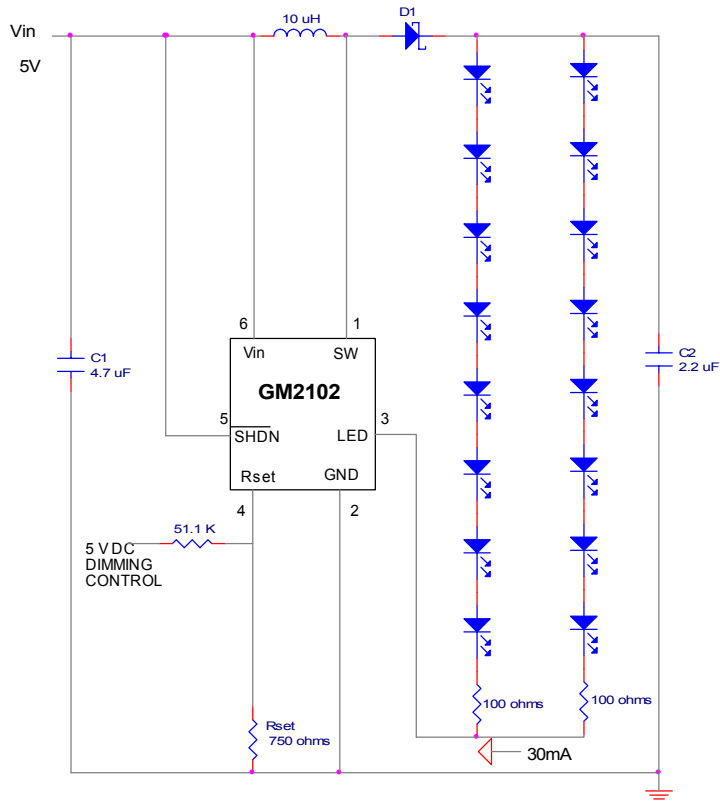 Vin
5V
10 uH
D1
6
1
Vin
SW
GM2102
C1
4.7 uF
C2
2.2 uF
5
SHDN
LED
3
Rset
GND
4
2
51.1 K
5 V DC
DIMMING
CONTROL
100 ohms
100 ohms
Rset
750 ohms
30mA